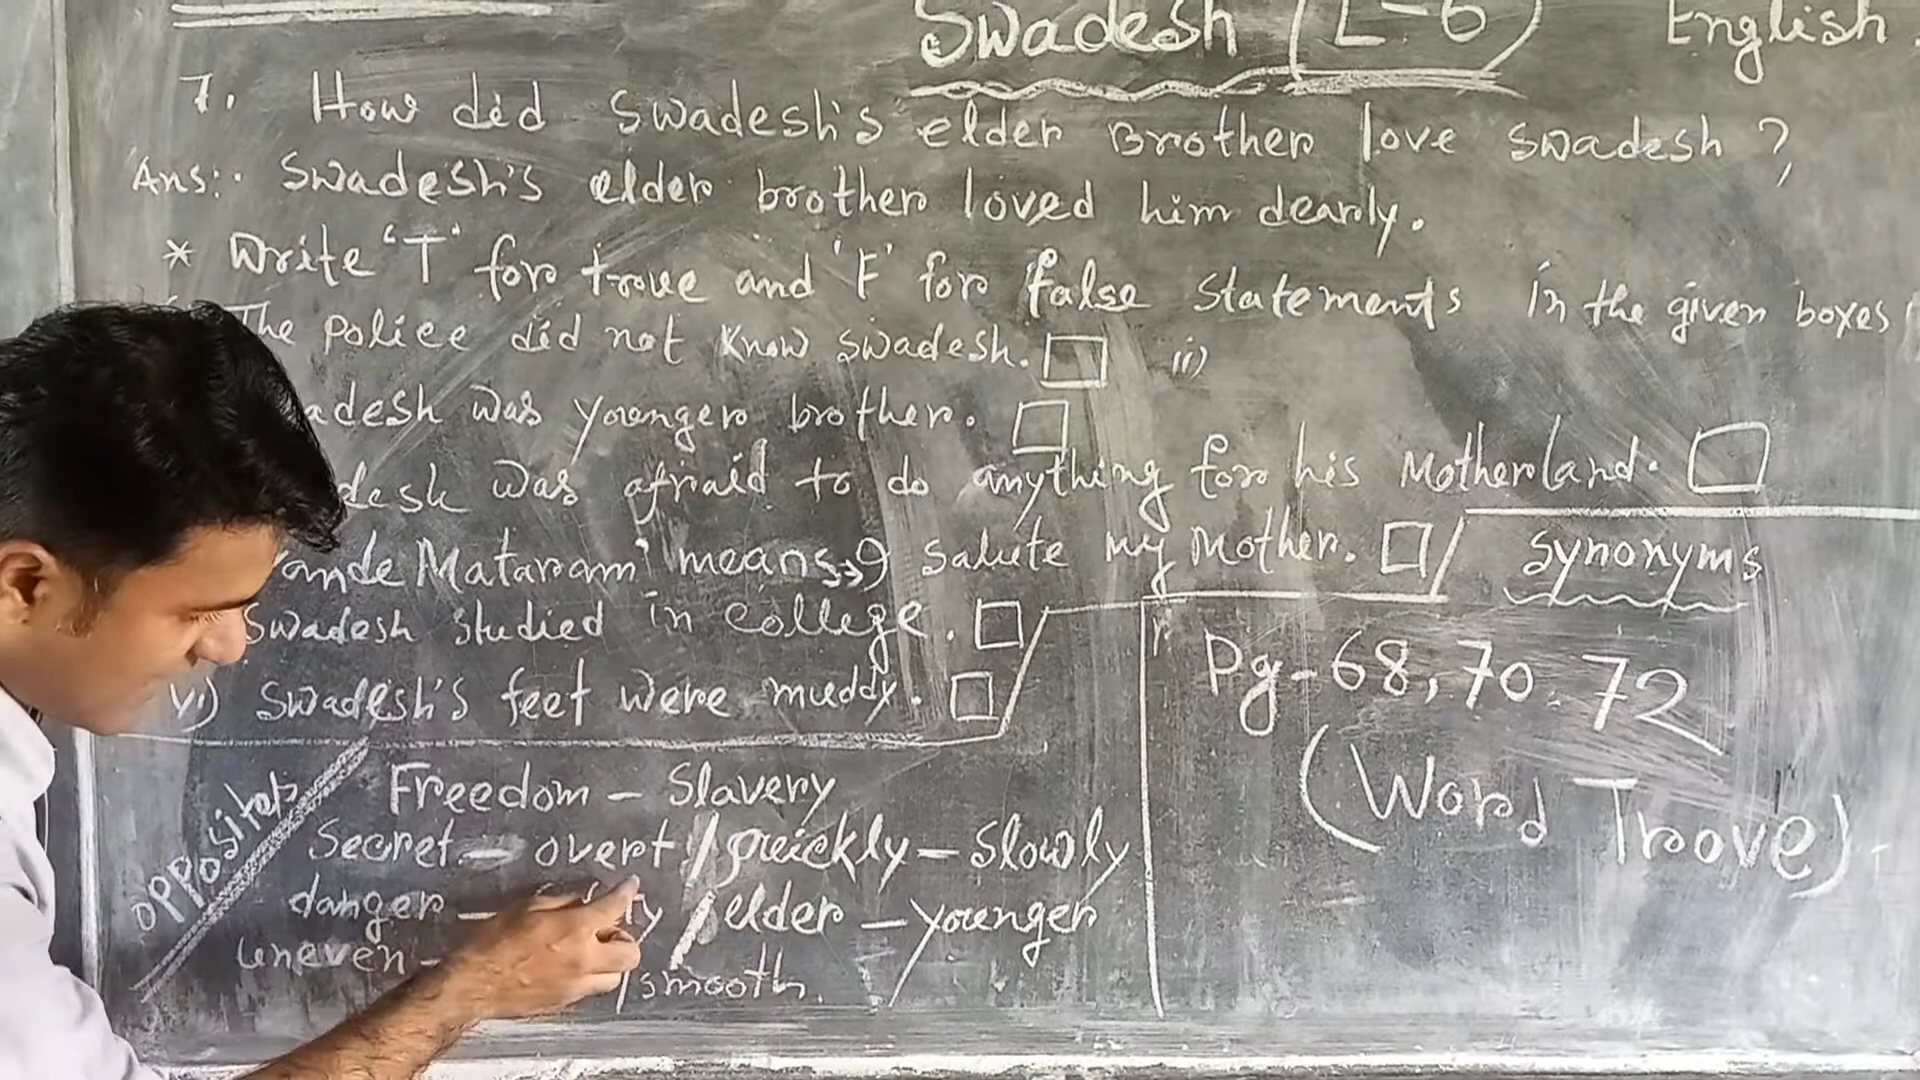 Swadesh (L-6) English
7. How did Swadesh's elder Brother love Swadesh?
Ans:- Swadesh's elder brother loved him dearly.
* Write 'T' for true and 'F' for false statements in the given boxes
The police did not know Swadesh. ii)
adesh was younger brother.
desh was afraid to do anything for his Motherland.
ande Mataram' means I salute my Mother.
Swadesh studied in college.
vi) Swadesh's feet were muddy.
Synonyms
Pg-68, 70, 72
(Word Trove)
Opposites
Freedom - Slavery
Secret - overt / quickly - slowly
danger - / elder - younger
uneven - / smooth